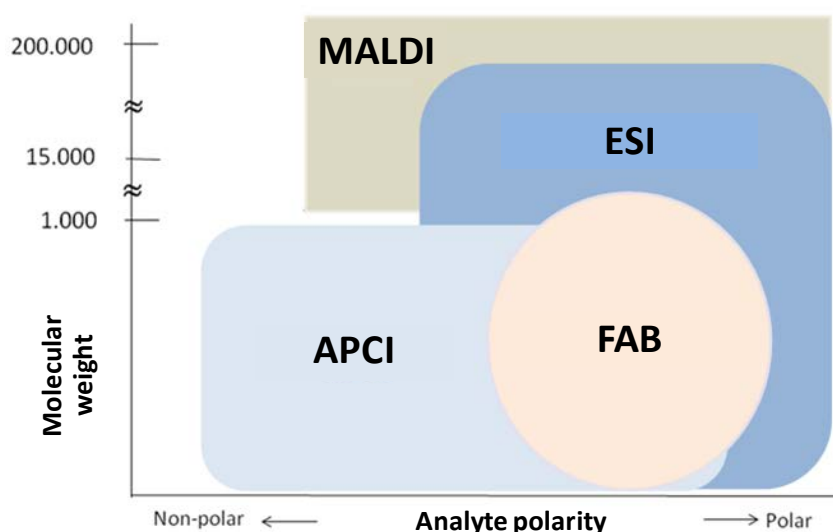 200.000
MALDI
≈
ESI
15.000
≈
1.000
Molecular
weight
APCI
FAB
Non-polar ← Analyte polarity → Polar